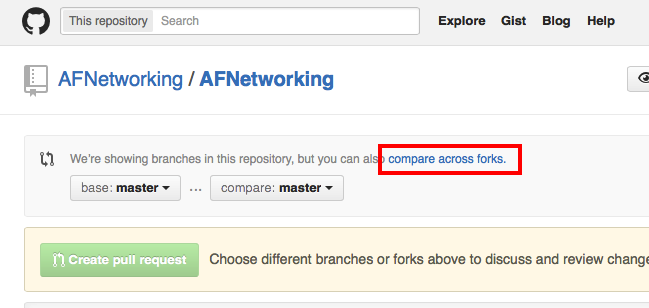 This repository Search Explore Gist Blog Help
AFNetworking / AFNetworking
We're showing branches in this repository, but you can also compare across forks.
base: master ... compare: master
Create pull request Choose different branches or forks above to discuss and review change